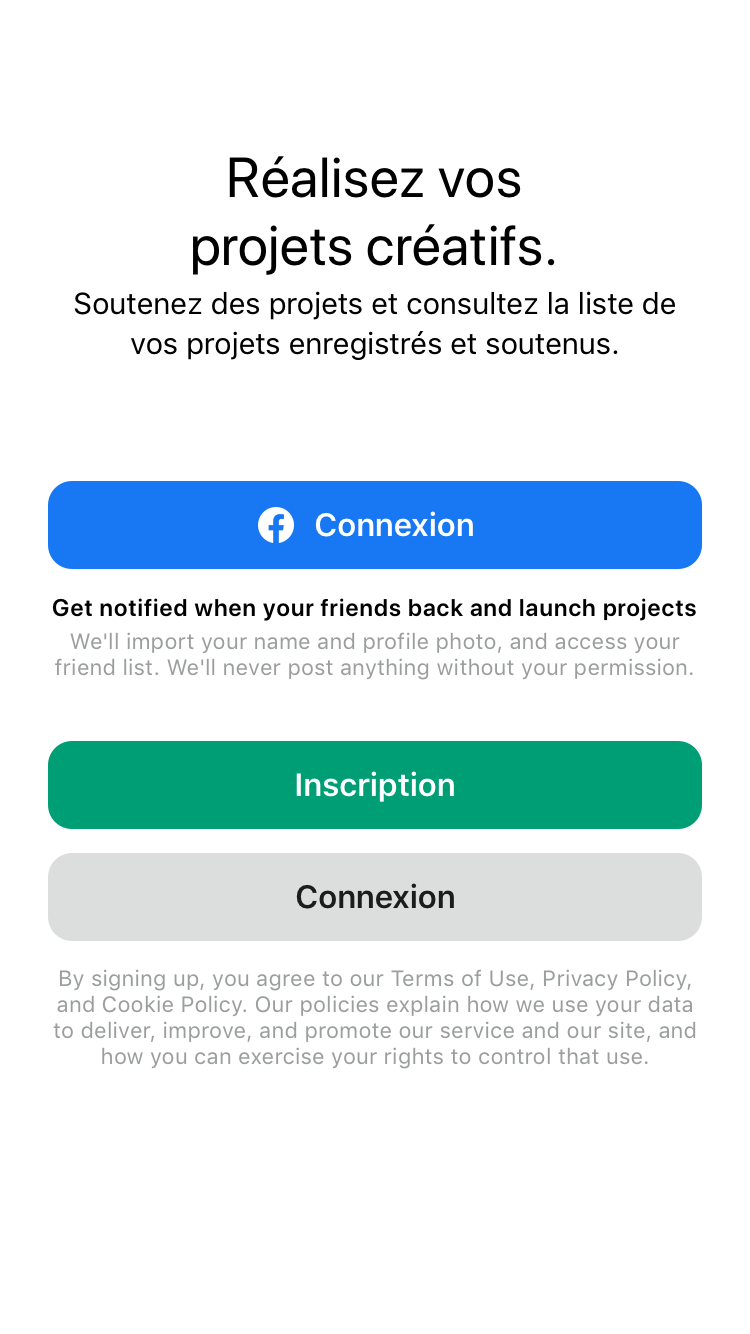 Réalisez vos
projets créatifs.
Soutenez des projets et consultez la liste de
vos projets enregistrés et soutenus.
Connexion
Get notified when your friends back and launch projects
We'll import your name and profile photo, and access your
friend list. We'll never post anything without your permission.
Inscription
Connexion
By signing up, you agree to our Terms of Use, Privacy Policy,
and Cookie Policy. Our policies explain how we use your data
to deliver, improve, and promote our service and our site, and
how you can exercise your rights to control that use.